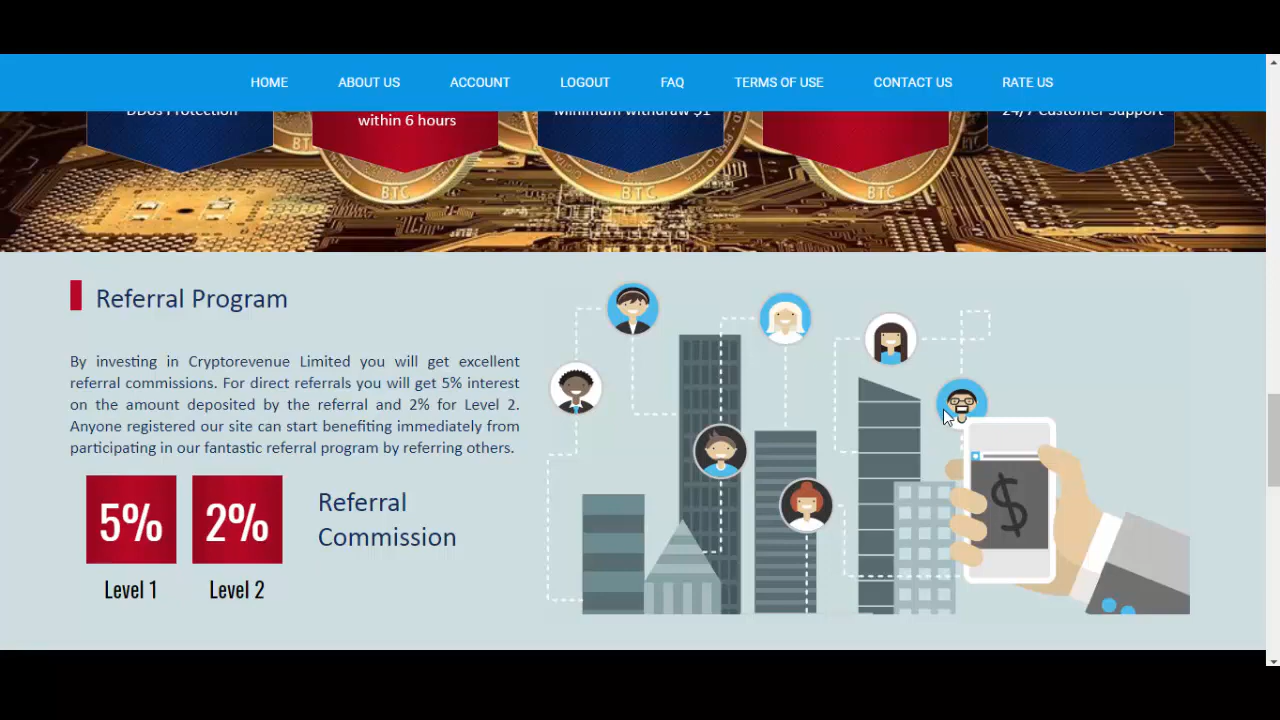 HOME ABOUT US ACCOUNT LOGOUT FAQ TERMS OF USE CONTACT US RATE US
DDos Protection
within 6 hours
Minimum withdraw $1
24/7 Customer Support
BTC BTC BTC
Referral Program
By investing in Cryptorevenue Limited you will get excellent
referral commissions. For direct referrals you will get 5% interest
on the amount deposited by the referral and 2% for Level 2.
Anyone registered our site can start benefiting immediately from
participating in our fantastic referral program by referring others.
5% 2%
Referral
Commission
Level 1 Level 2
$